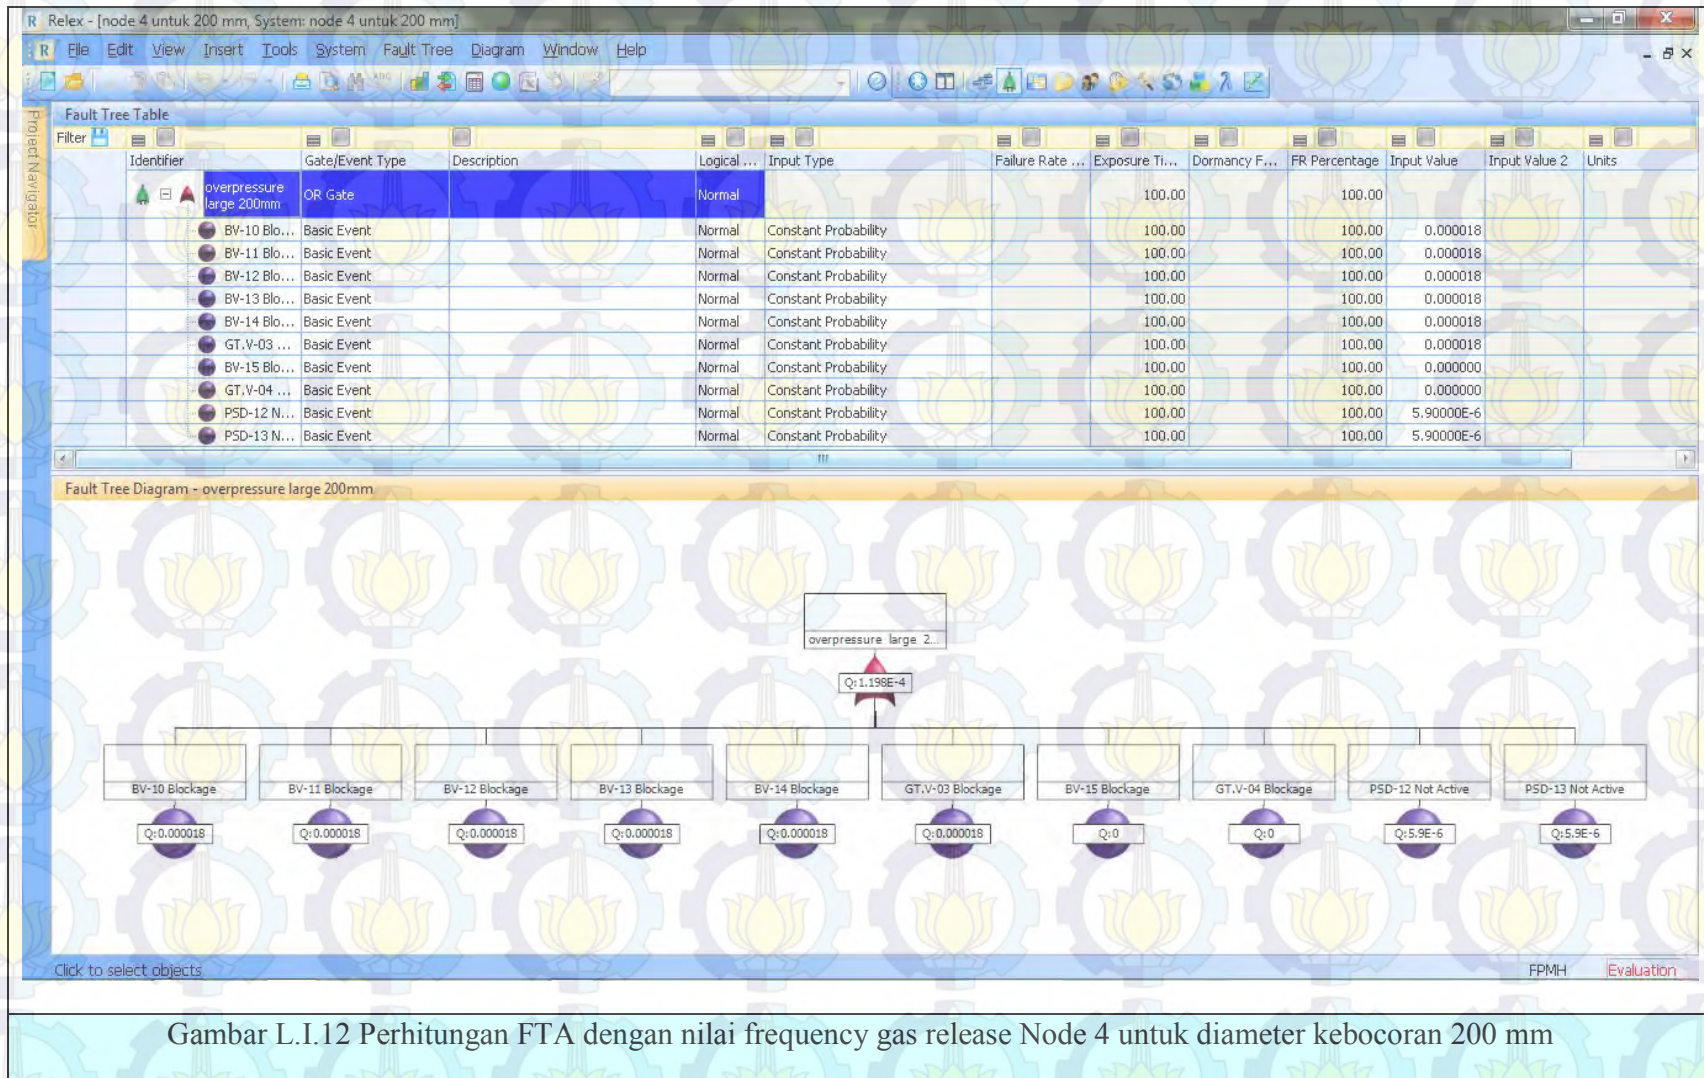 Relex - [node 4 untuk 200 mm, System: node 4 untuk 200 mm]
File Edit View Insert Tools System Fault Tree Diagram Window Help
Project Navigator
Fault Tree Table
Filter
Identifier Gate/Event Type Description Logical ... Input Type Failure Rate ... Exposure Ti... Dormancy F... FR Percentage Input Value Input Value 2 Units
overpressure large 200mm OR Gate Normal 100.00 100.00
BV-10 Blo... Basic Event Normal Constant Probability 100.00 100.00 0.000018
BV-11 Blo... Basic Event Normal Constant Probability 100.00 100.00 0.000018
BV-12 Blo... Basic Event Normal Constant Probability 100.00 100.00 0.000018
BV-13 Blo... Basic Event Normal Constant Probability 100.00 100.00 0.000018
BV-14 Blo... Basic Event Normal Constant Probability 100.00 100.00 0.000018
GT.V-03 ... Basic Event Normal Constant Probability 100.00 100.00 0.000018
BV-15 Blo... Basic Event Normal Constant Probability 100.00 100.00 0.000000
GT.V-04 ... Basic Event Normal Constant Probability 100.00 100.00 0.000000
PSD-12 N... Basic Event Normal Constant Probability 100.00 100.00 5.90000E-6
PSD-13 N... Basic Event Normal Constant Probability 100.00 100.00 5.90000E-6
Fault Tree Diagram - overpressure large 200mm
overpressure large 2...
Q:1.198E-4
BV-10 Blockage BV-11 Blockage BV-12 Blockage BV-13 Blockage BV-14 Blockage GT.V-03 Blockage BV-15 Blockage GT.V-04 Blockage PSD-12 Not Active PSD-13 Not Active
Q:0.000018 Q:0.000018 Q:0.000018 Q:0.000018 Q:0.000018 Q:0.000018 Q:0 Q:0 Q:5.9E-6 Q:5.9E-6
Click to select objects FPMH Evaluation
Gambar L.I.12 Perhitungan FTA dengan nilai frequency gas release Node 4 untuk diameter kebocoran 200 mm